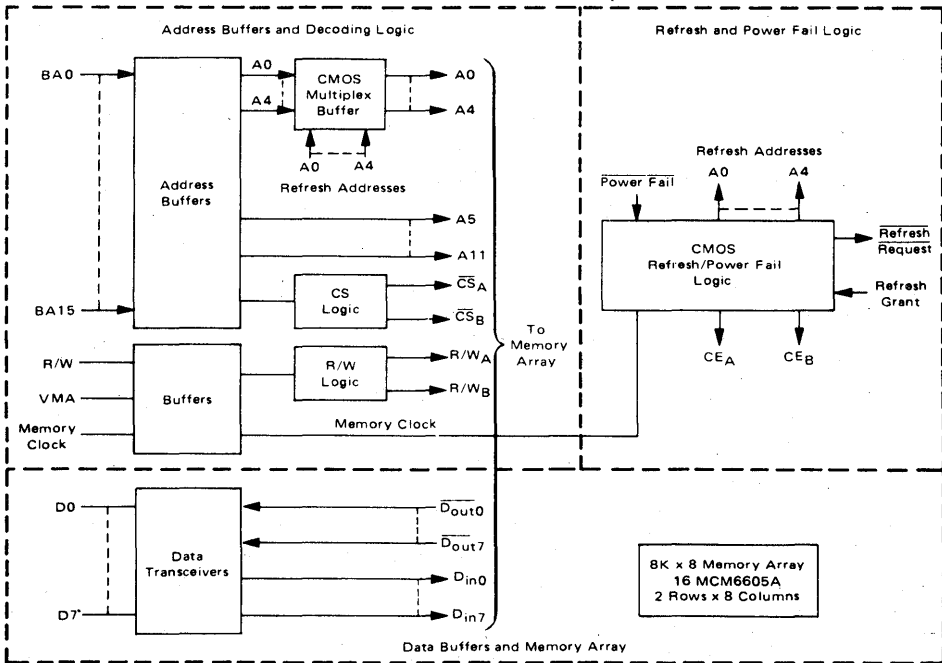 Address Buffers and Decoding Logic
BA0
BA15
Address
Buffers
A0
A4
CMOS
Multiplex
Buffer
A0
A4
A0 A4
Refresh Addresses
A5
A11
CS
Logic
CSA
CSB
R/W
VMA
Memory
Clock
Buffers
R/W
Logic
R/WA
R/WB
Memory Clock
To
Memory
Array
Refresh and Power Fail Logic
Refresh Addresses
A0 A4
Power Fail
CMOS
Refresh/Power Fail
Logic
Refresh
Request
Refresh
Grant
CEA CEB
D0
D7
Data
Transceivers
Dout0
Dout7
Din0
Din7
8K x 8 Memory Array
16 MCM6605A
2 Rows x 8 Columns
Data Buffers and Memory Array